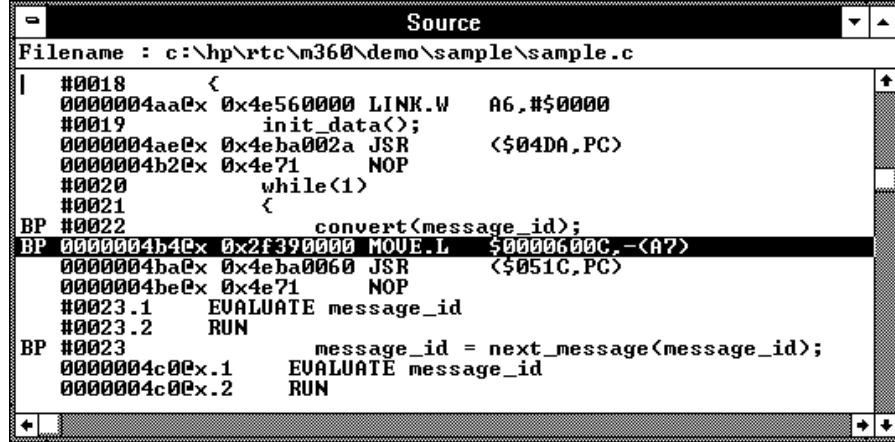 Source
Filename : c:\hp\rtc\m360\demo\sample\sample.c
#0018 {
0000004aa@x 0x4e560000 LINK.W A6,#$0000
#0019 init_data();
0000004ae@x 0x4eba002a JSR ($04DA,PC)
0000004b2@x 0x4e71 NOP
#0020 while(1)
#0021 {
BP #0022 convert(message_id);
BP 0000004b4@x 0x2f390000 MOVE.L $0000600C,-(A7)
0000004ba@x 0x4eba0060 JSR ($051C,PC)
0000004be@x 0x4e71 NOP
#0023.1 EVALUATE message_id
#0023.2 RUN
BP #0023 message_id = next_message(message_id);
0000004c0@x.1 EVALUATE message_id
0000004c0@x.2 RUN